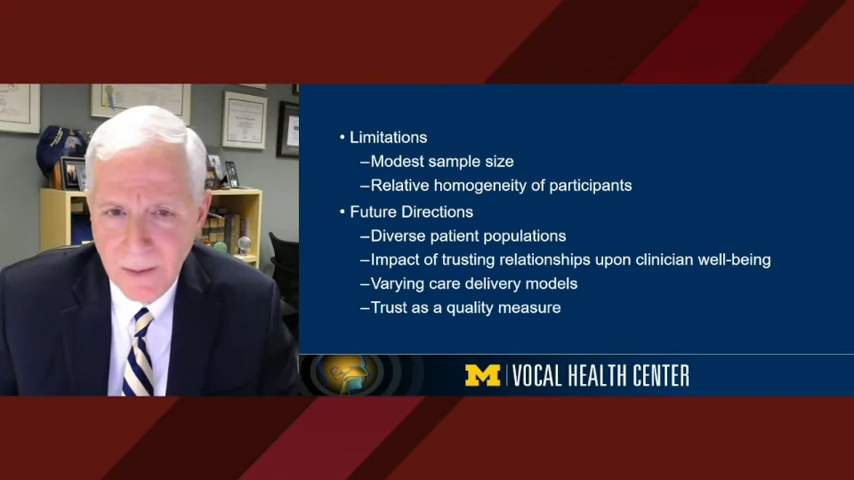 • Limitations
–Modest sample size
–Relative homogeneity of participants
• Future Directions
–Diverse patient populations
–Impact of trusting relationships upon clinician well-being
–Varying care delivery models
–Trust as a quality measure
M | VOCAL HEALTH CENTER